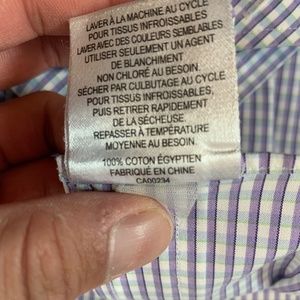 LAVER À LA MACHINE AU CYCLE
POUR TISSUS INFROISSABLES
LAVER AVEC DES COULEURS SEMBLABLES
UTILISER SEULEMENT UN AGENT
DE BLANCHIMENT
NON CHLORÉ AU BESOIN.
SÉCHER PAR CULBUTAGE AU CYCLE
POUR TISSUS INFROISSABLES,
PUIS RETIRER RAPIDEMENT
DE LA SÉCHEUSE.
REPASSER À TEMPÉRATURE
MOYENNE AU BESOIN.
100% COTON ÉGYPTIEN
FABRIQUÉ EN CHINE
CA00234